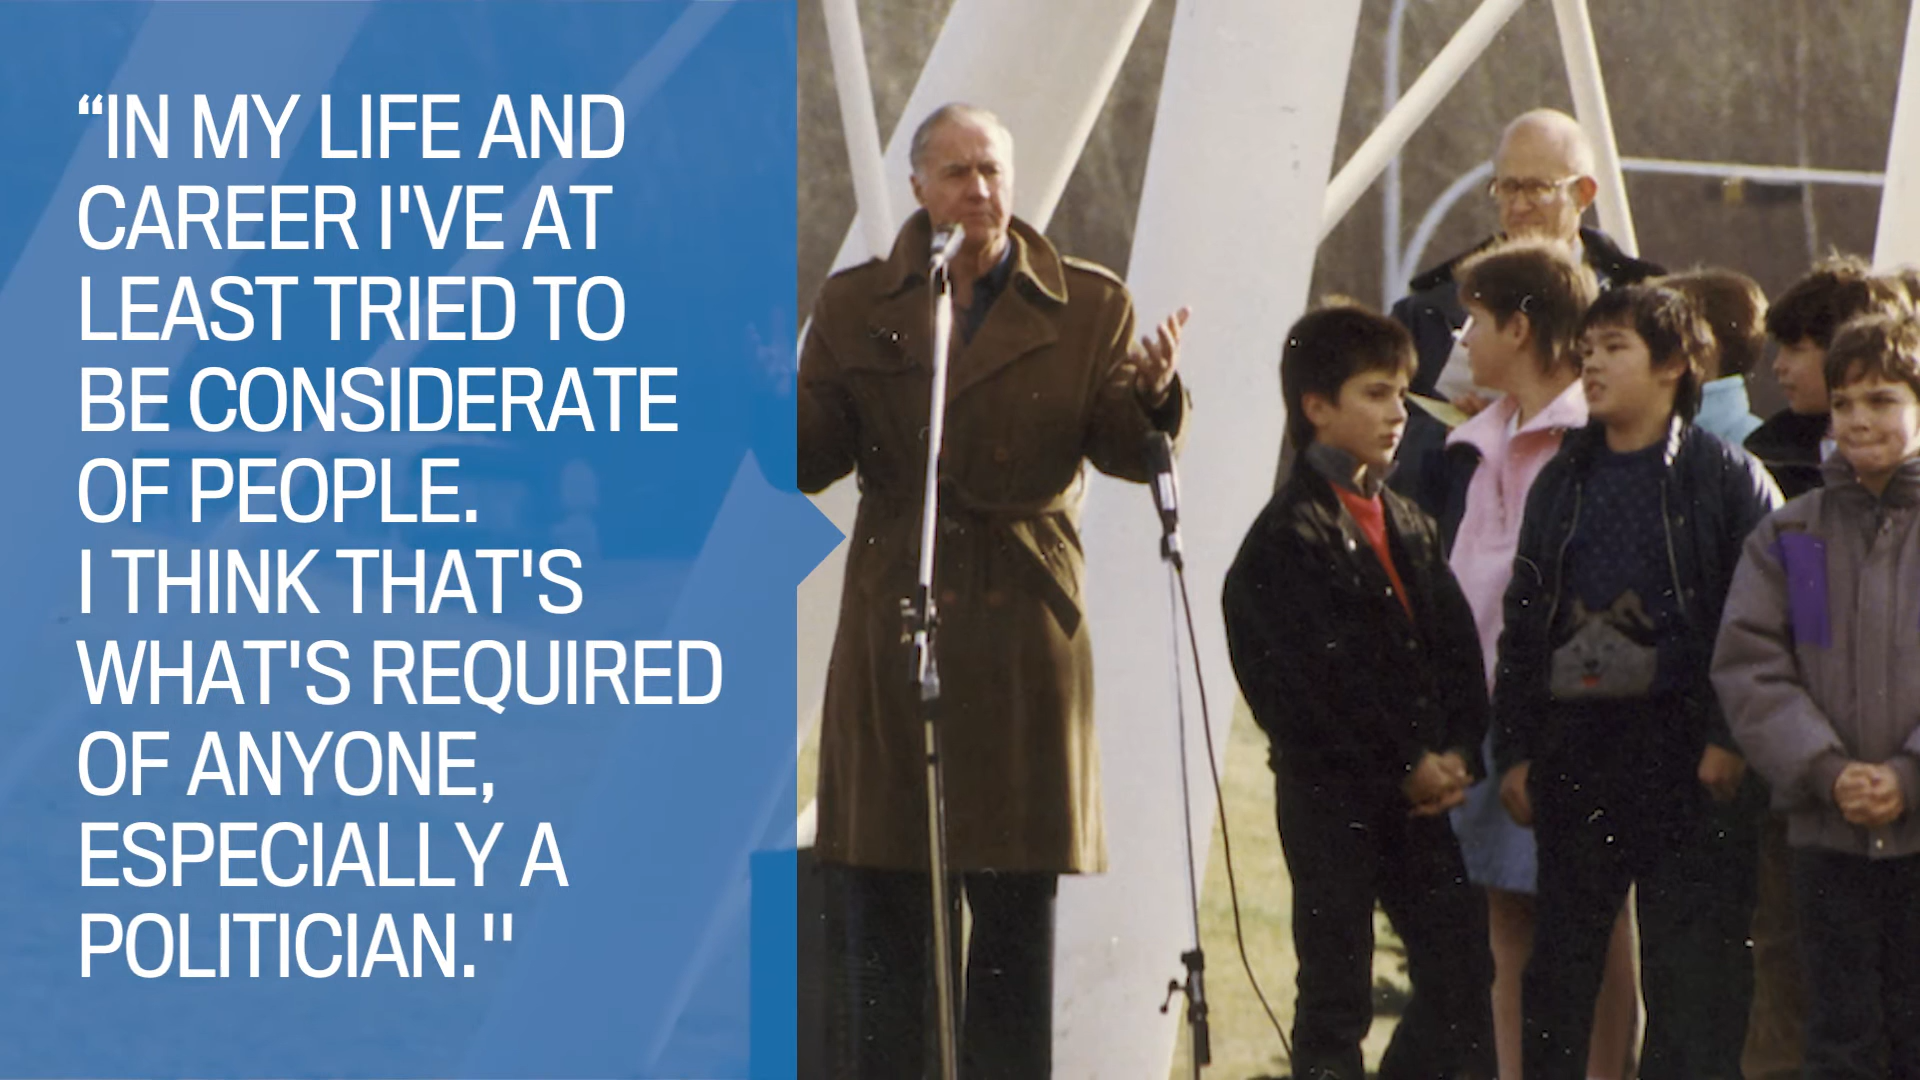 “IN MY LIFE AND
CAREER I'VE AT
LEAST TRIED TO
BE CONSIDERATE
OF PEOPLE.
I THINK THAT'S
WHAT'S REQUIRED
OF ANYONE,
ESPECIALLY A
POLITICIAN."